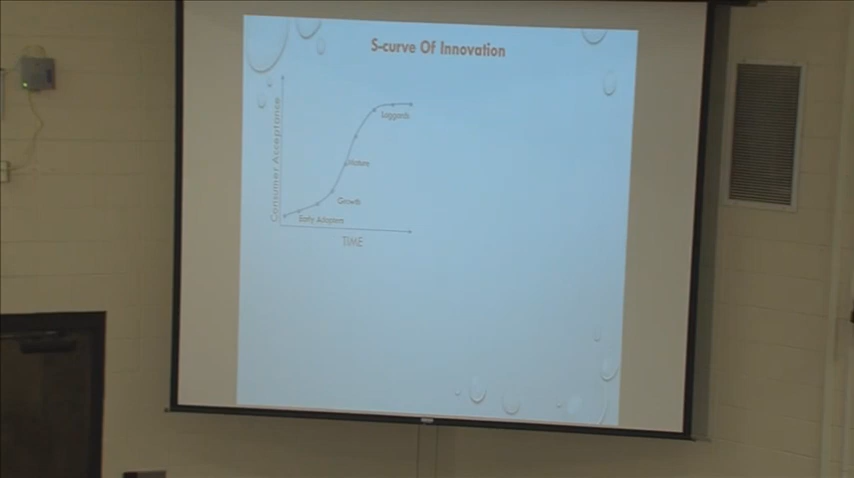 S-curve Of Innovation
Consumer Acceptance
Laggards
Mature
Growth
Early Adopters
TIME